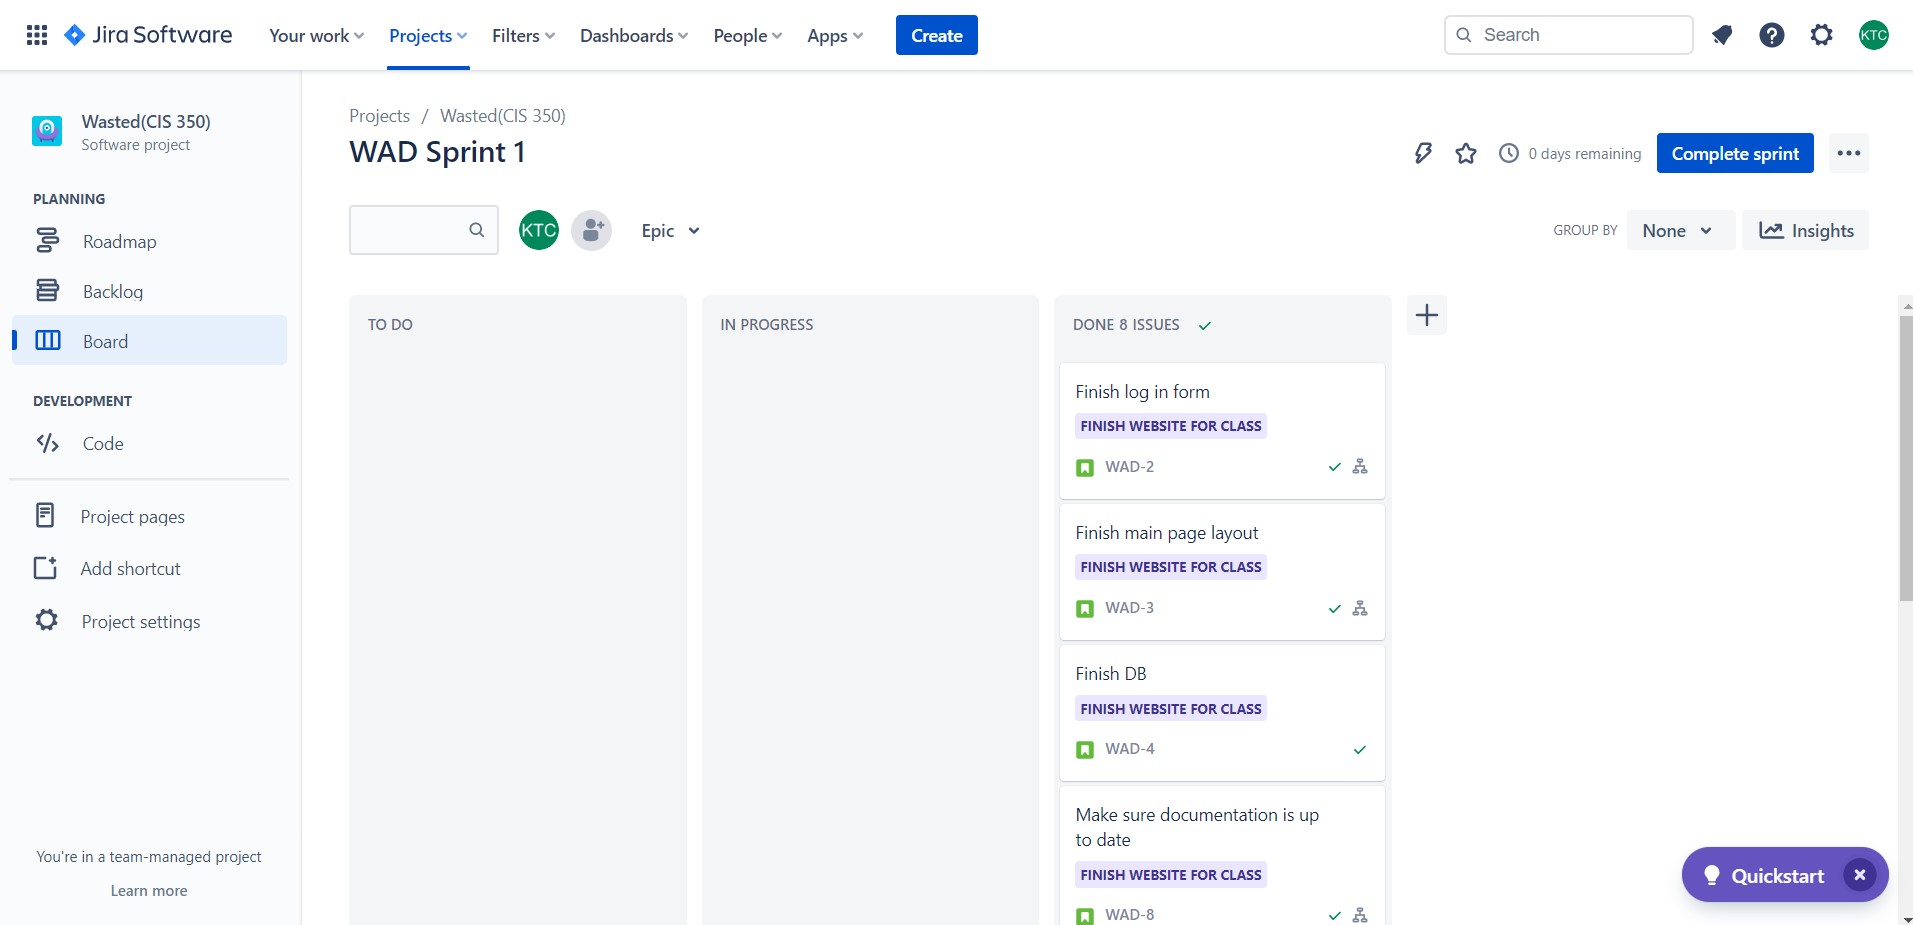 Jira Software
Your work
Projects
Filters
Dashboards
People
Apps
Create
Search
KTC
Wasted(CIS 350)
Software project
PLANNING
Roadmap
Backlog
Board
DEVELOPMENT
Code
Project pages
Add shortcut
Project settings
You're in a team-managed project
Learn more
Projects / Wasted(CIS 350)
WAD Sprint 1
0 days remaining
Complete sprint
KTC
Epic
GROUP BY
None
Insights
TO DO
IN PROGRESS
DONE 8 ISSUES
Finish log in form
FINISH WEBSITE FOR CLASS
WAD-2
Finish main page layout
FINISH WEBSITE FOR CLASS
WAD-3
Finish DB
FINISH WEBSITE FOR CLASS
WAD-4
Make sure documentation is up
to date
FINISH WEBSITE FOR CLASS
WAD-8
Quickstart